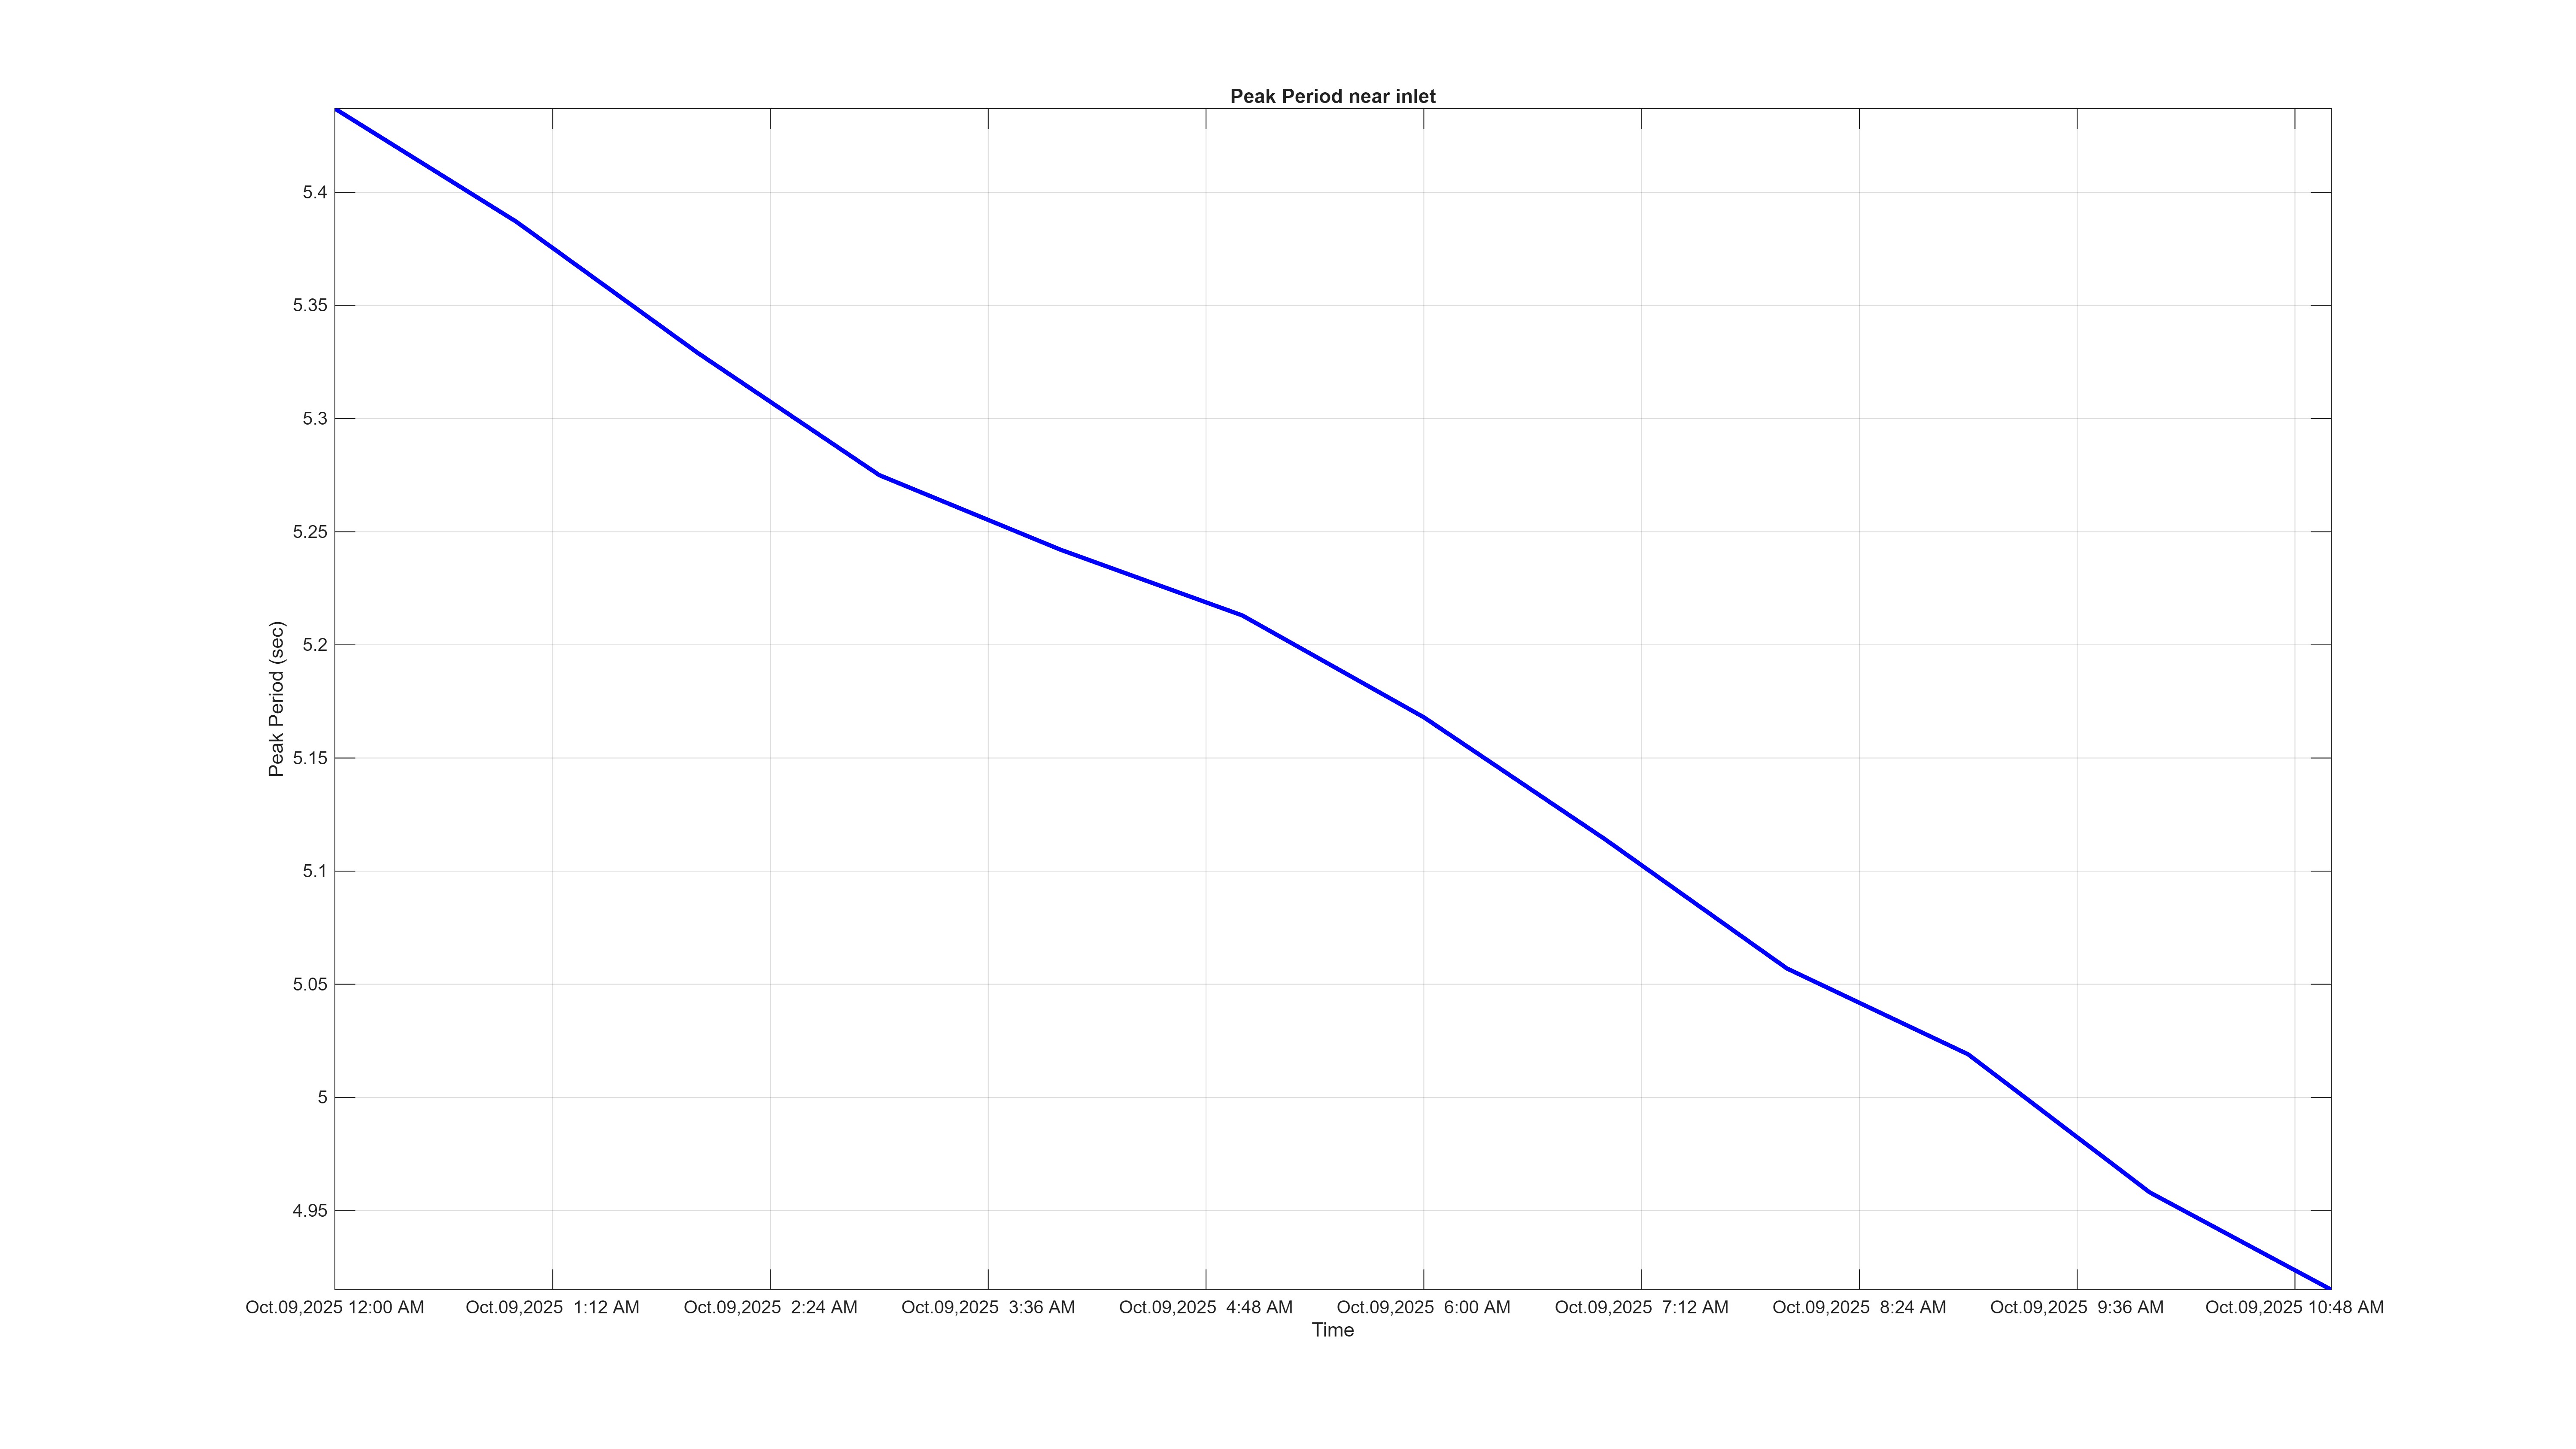 Peak Period near inlet
5.4
5.35
5.3
5.25
5.2
5.15
5.1
5.05
5
4.95
Peak Period (sec)
Oct.09,2025 12:00 AM
Oct.09,2025  1:12 AM
Oct.09,2025  2:24 AM
Oct.09,2025  3:36 AM
Oct.09,2025  4:48 AM
Oct.09,2025  6:00 AM
Oct.09,2025  7:12 AM
Oct.09,2025  8:24 AM
Oct.09,2025  9:36 AM
Oct.09,2025 10:48 AM
Time